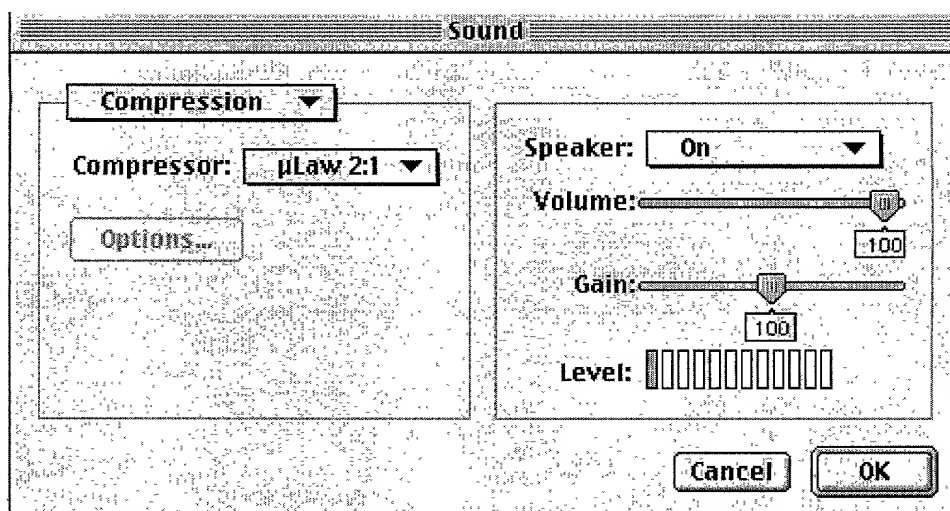 Sound
Compression
Compressor: µLaw 2:1
Options...
Speaker: On
Volume:
100
Gain:
100
Level:
Cancel OK